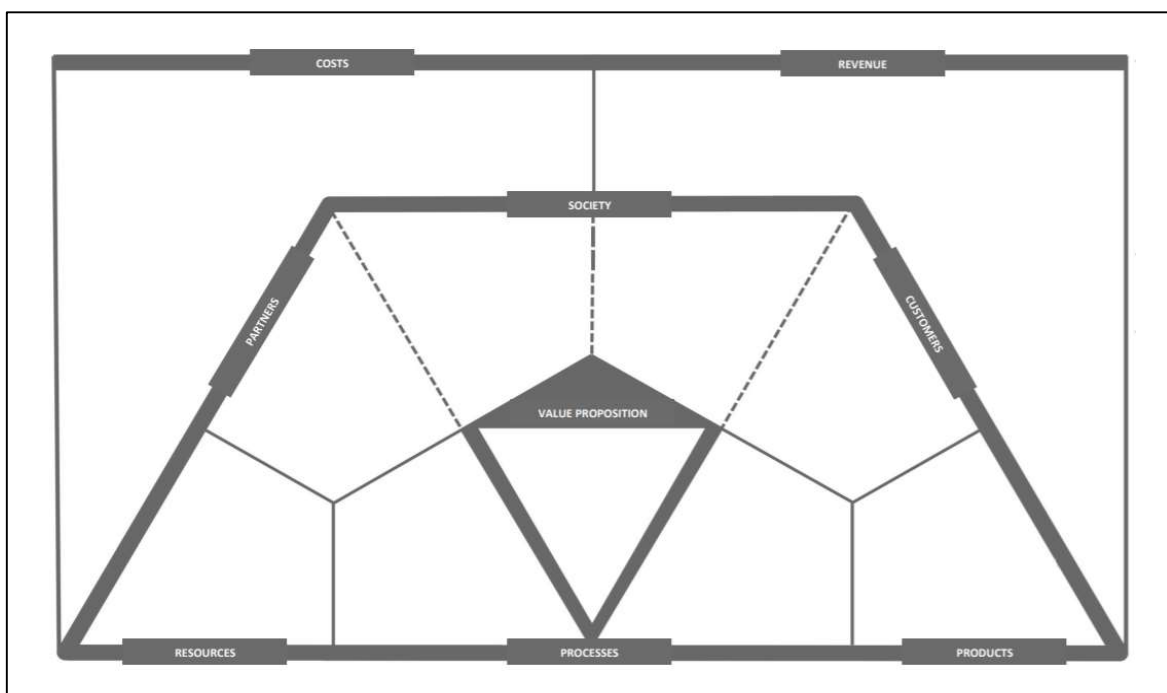 COSTS
REVENUE
SOCIETY
PARTNERS
CUSTOMERS
VALUE PROPOSITION
RESOURCES
PROCESSES
PRODUCTS